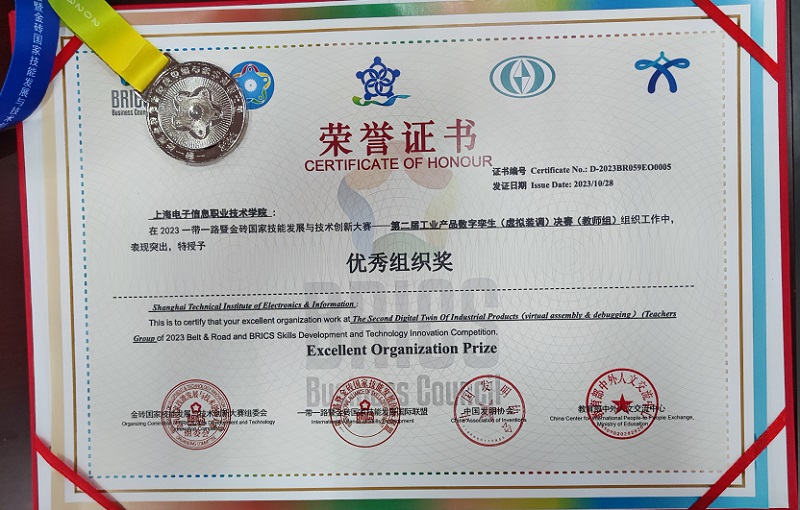 BRICS
Business Council
荣誉证书
CERTIFICATE OF HONOUR
证书编号 Certificate No.: D-2023BR059EO0005
发证日期 Issue Date: 2023/10/28
上海电子信息职业技术学院 :
在 2023 一带一路暨金砖国家技能发展与技术创新大赛——第二届工业产品数字孪生（虚拟装调）决赛（教师组）组织工作中，
表现突出，特授予
优秀组织奖
Shanghai Technical Institute of Electronics & Information :
This is to certify that your excellent organization work at The Second Digital Twin Of Industrial Products (virtual assembly & debugging) (Teachers
Group of 2023 Belt & Road and BRICS Skills Development and Technology Innovation Competition.
Excellent Organization Prize
BRICS
Business Council
金砖国家技能发展与技术创新大赛组委会
一带一路暨金砖国家技能发展国际联盟
中国发明协会
China Association of Inventions
教育部中外人文交流中心
China Center for International People-to-People Exchange,
Ministry of Education